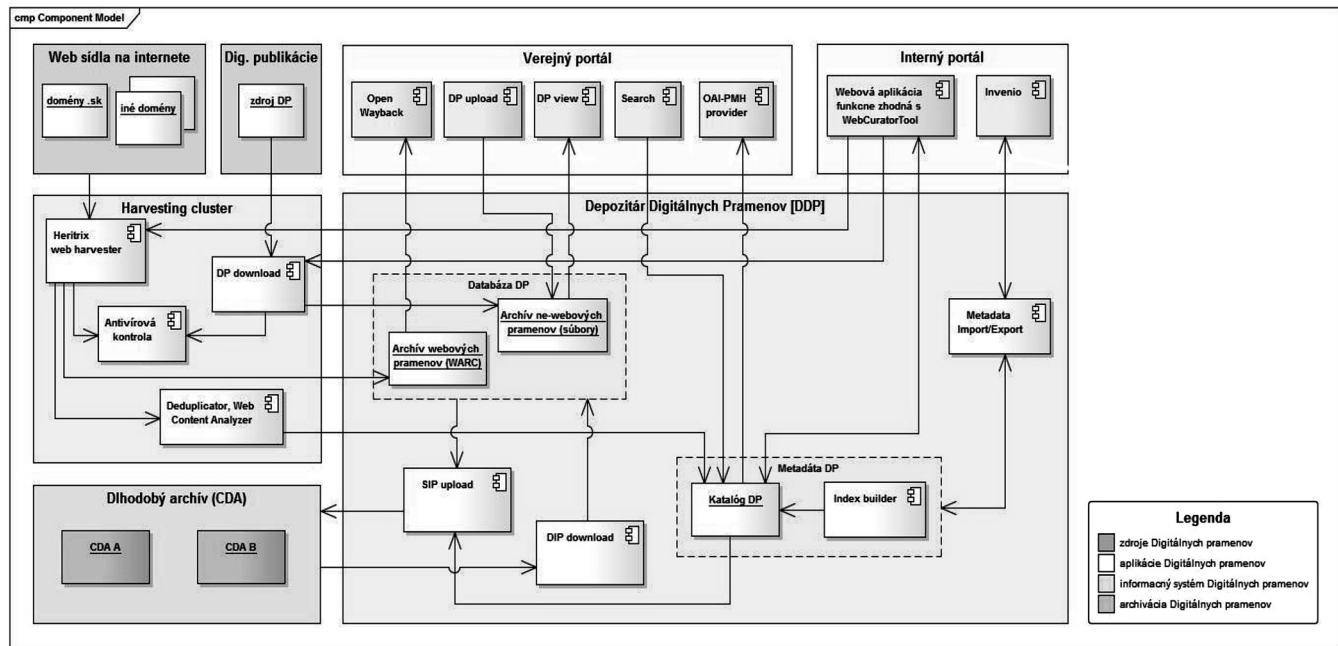 cmp Component Model
Web sídla na internete
domény .sk
iné domény
Dig. publikácie
zdroj DP
Verejný portál
Open
Wayback
DP upload
DP view
Search
OAI-PMH
provider
Interný portál
Webová aplikácia
funkcne zhodná s
WebCuratorTool
Invenio
Harvesting cluster
Heritrix
web harvester
DP download
Antivírová
kontrola
Deduplicator, Web
Content Analyzer
Depozitár Digitálnych Pramenov [DDP]
Databáza DP
Archív ne-webových
pramenov (súbory)
Archív webových
pramenov (WARC)
Metadata
Import/Export
SIP upload
DIP download
Metadáta DP
Katalóg DP
Index builder
Dlhodobý archív (CDA)
CDA A
CDA B
Legenda
zdroje Digitálnych pramenov
aplikácie Digitálnych pramenov
informacný systém Digitálnych pramenov
archivácia Digitálnych pramenov